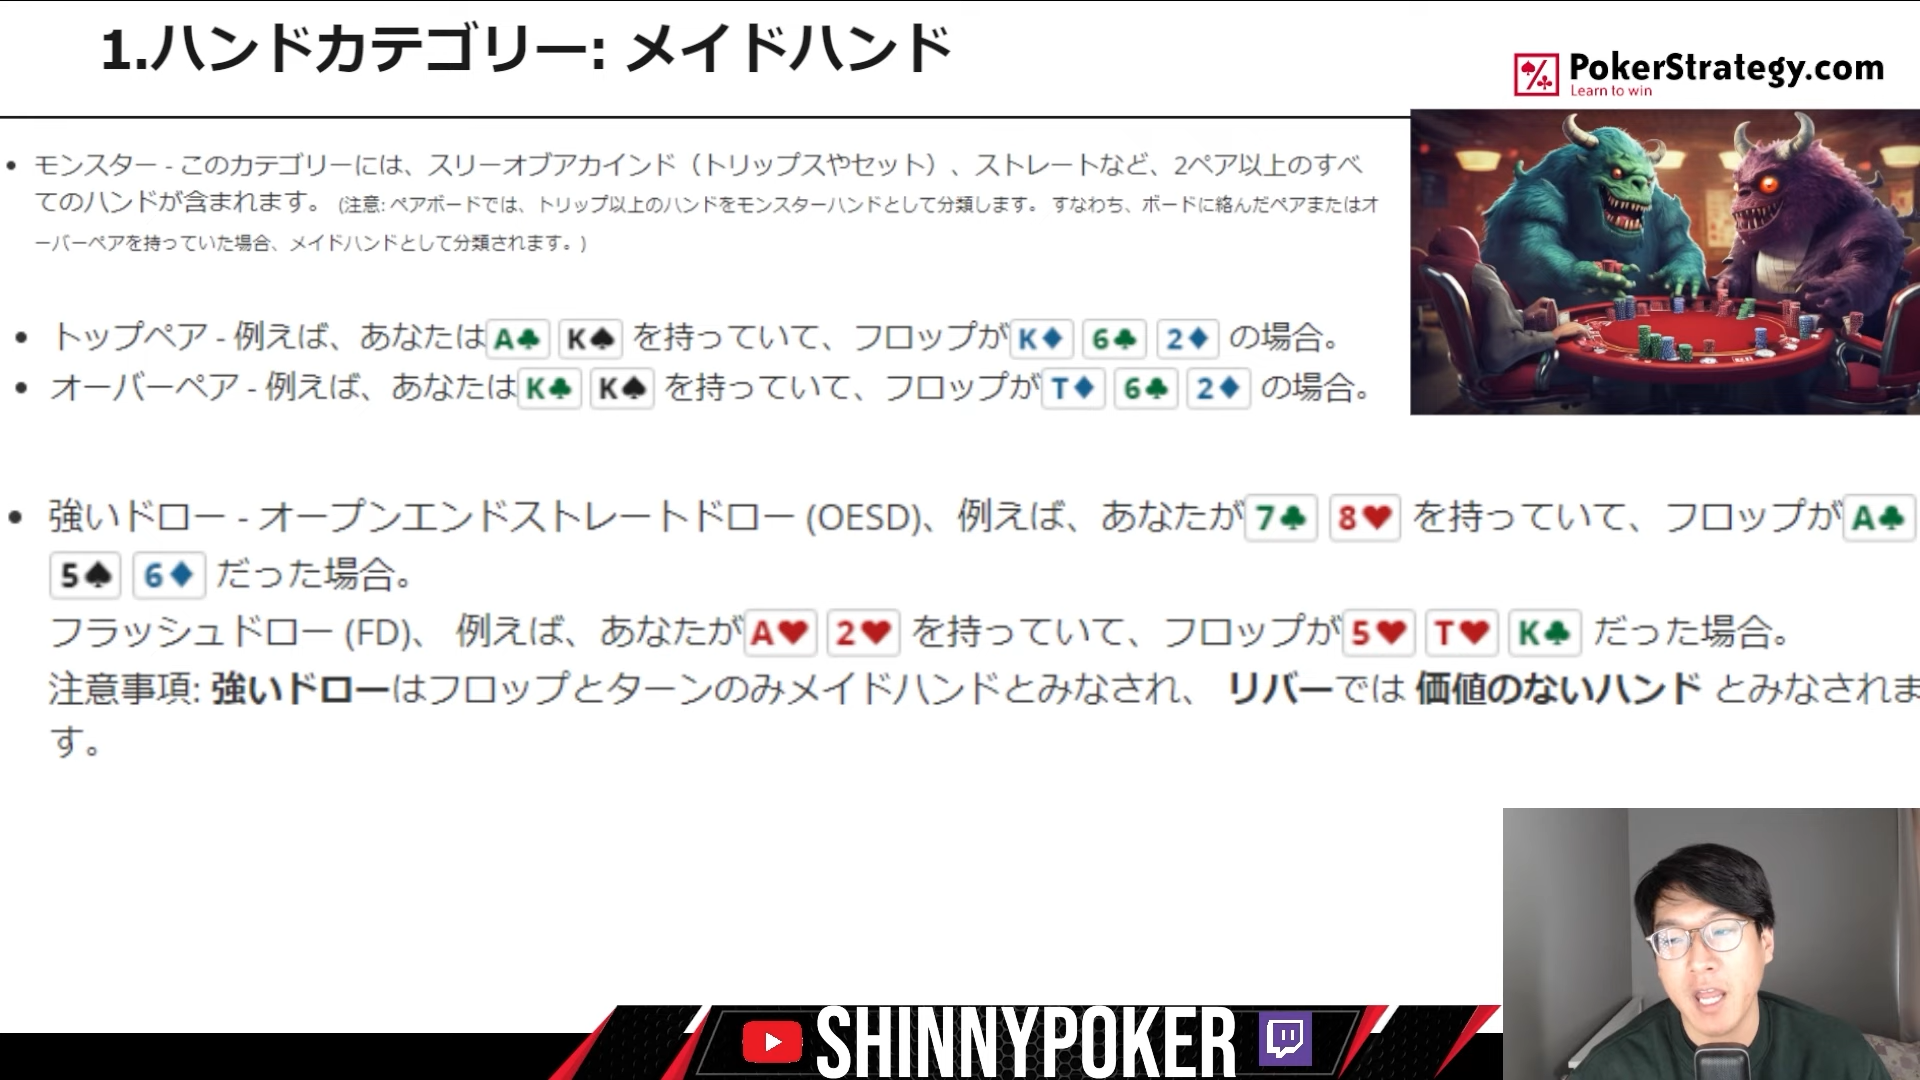 1.ハンドカテゴリー: メイドハンド
PokerStrategy.com
Learn to win
• モンスター - このカテゴリーには、スリーオブアカインド（トリップスやセット）、ストレートなど、2ペア以上のすべ
てのハンドが含まれます。 (注意: ペアボードでは、トリップ以上のハンドをモンスターハンドとして分類します。 すなわち、ボードに絡んだペアまたはオ
ーバーペアを持っていた場合、メイドハンドとして分類されます。)
• トップペア - 例えば、あなたは A♣ K♠ を持っていて、フロップが K♦ 6♣ 2♦ の場合。
• オーバーペア - 例えば、あなたは K♣ K♠ を持っていて、フロップが T♦ 6♣ 2♦ の場合。
• 強いドロー - オープンエンドストレートドロー (OESD)、例えば、あなたが 7♣ 8♥ を持っていて、フロップが A♣
5♠ 6♦ だった場合。
フラッシュドロー (FD)、 例えば、あなたが A♥ 2♥ を持っていて、フロップが 5♥ T♥ K♣ だった場合。
注意事項: 強いドローはフロップとターンのみメイドハンドとみなされ、 リバーでは 価値のないハンド とみなされま
す。
SHINNYPOKER